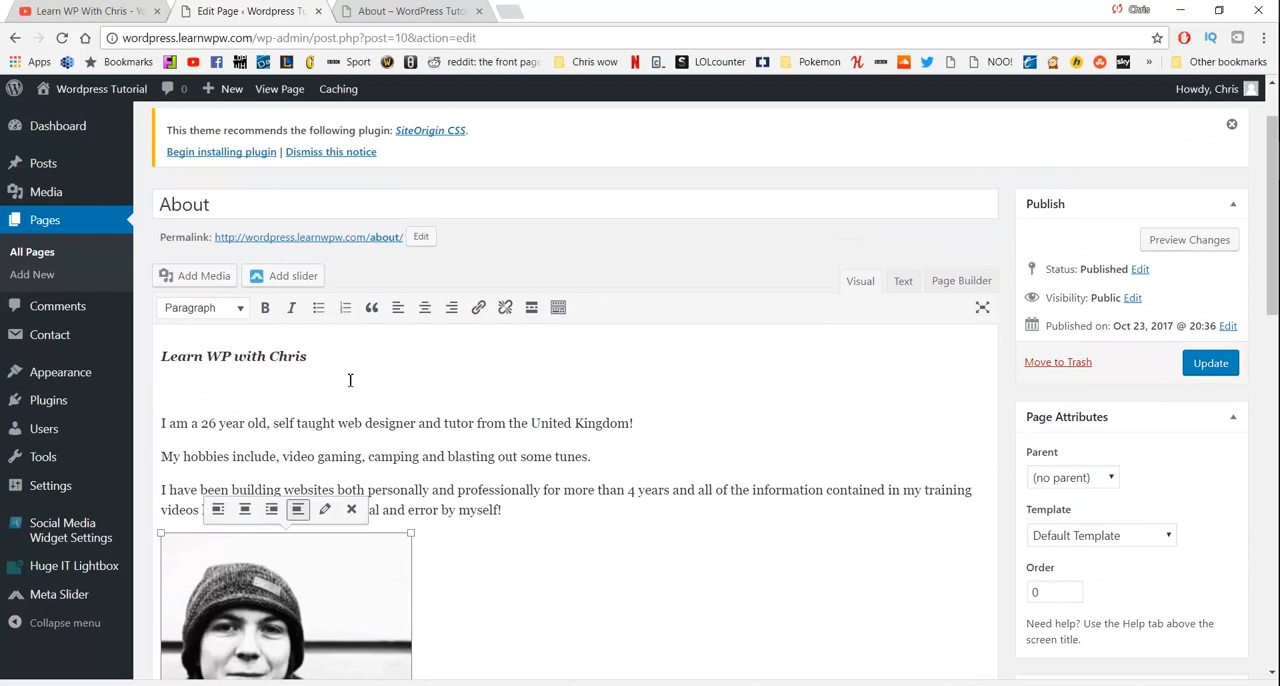 Learn WP With Chris - Yo
Edit Page ‹ Wordpress Tu
About – WordPress Tuto
Chris
wordpress.learnwpw.com/wp-admin/post.php?post=10&action=edit
Apps Bookmarks Sport reddit: the front page Chris wow LOLcounter Pokemon NOO! sky » Other bookmarks
Wordpress Tutorial 0 New View Page Caching Howdy, Chris
This theme recommends the following plugin: SiteOrigin CSS.
Begin installing plugin | Dismiss this notice
Dashboard
Posts
Media
Pages
All Pages
Add New
Comments
Contact
Appearance
Plugins
Users
Tools
Settings
Social Media
Widget Settings
Huge IT Lightbox
Meta Slider
Collapse menu
About
Permalink: http://wordpress.learnwpw.com/about/ Edit
Add Media Add slider
Visual Text Page Builder
Paragraph B I
Learn WP with Chris
I am a 26 year old, self taught web designer and tutor from the United Kingdom!
My hobbies include, video gaming, camping and blasting out some tunes.
I have been building websites both personally and professionally for more than 4 years and all of the information contained in my training
videos al and error by myself!
Publish
Preview Changes
Status: Published Edit
Visibility: Public Edit
Published on: Oct 23, 2017 @ 20:36 Edit
Move to Trash Update
Page Attributes
Parent
(no parent)
Template
Default Template
Order
0
Need help? Use the Help tab above the
screen title.